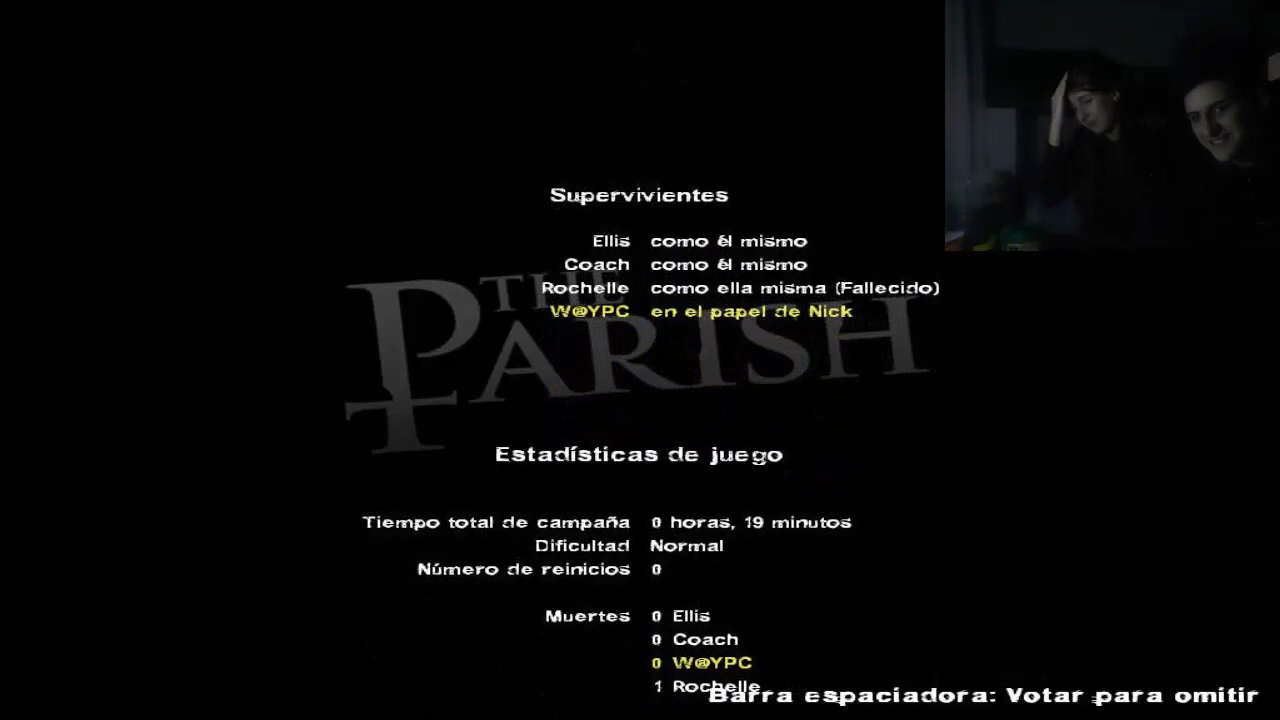 Supervivientes
Ellis como él mismo
Coach como él mismo
Rochelle como ella misma (Fallecido)
W@YPC en el papel de Nick
THE
PARISH
Estadísticas de juego
Tiempo total de campaña 0 horas, 19 minutos
Dificultad Normal
Número de reinicios 0
Muertes 0 Ellis
0 Coach
0 W@YPC
1 Rochelle
Barra espaciadora: Votar para omitir